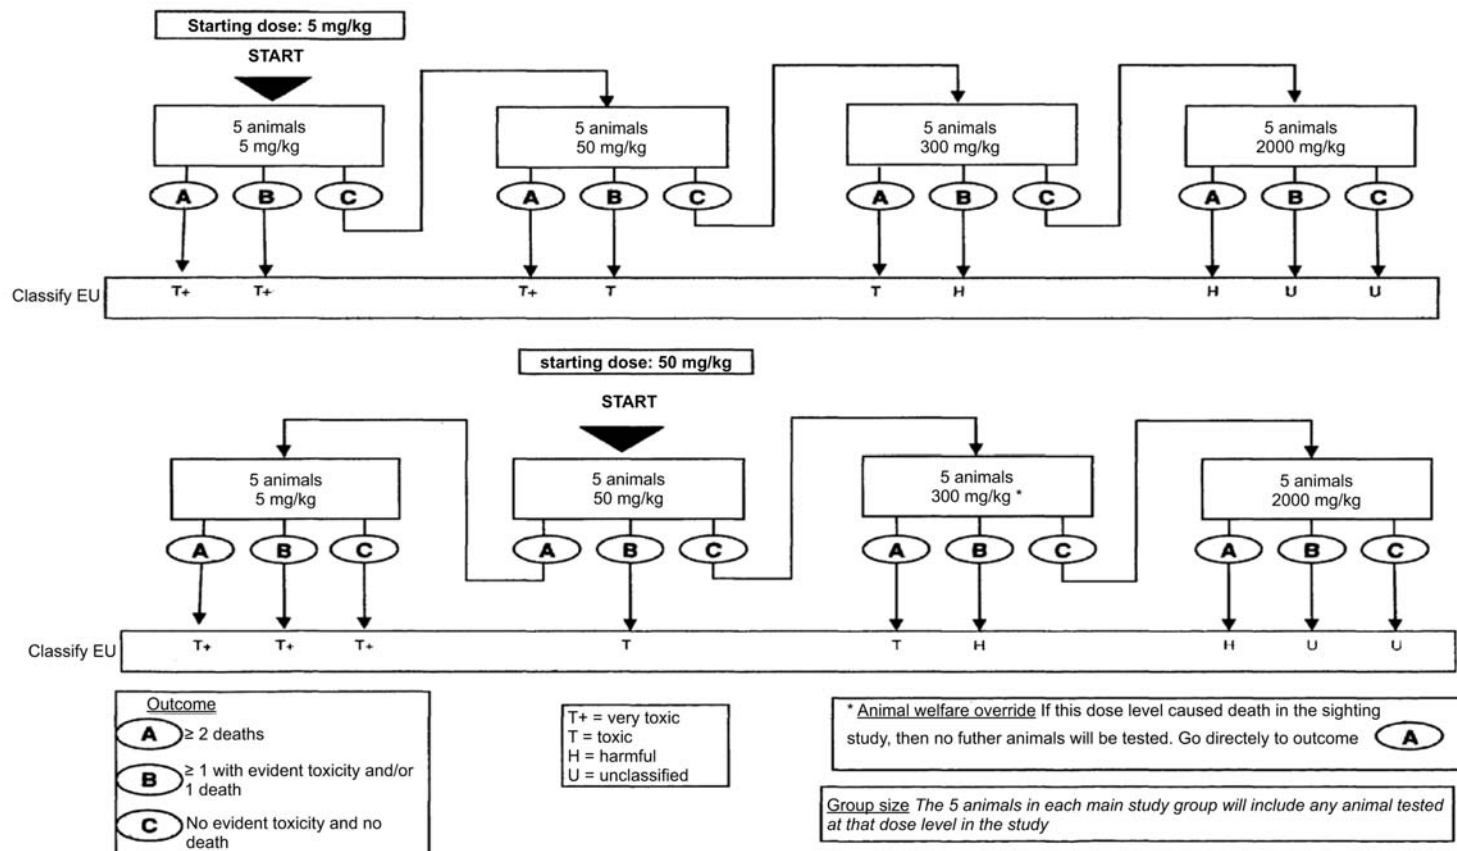 Starting dose: 5 mg/kg
START
5 animals
5 mg/kg
5 animals
50 mg/kg
5 animals
300 mg/kg
5 animals
2000 mg/kg
A B C A B C A B C A B C
Classify EU
T+ T+ T+ T T H H U U
starting dose: 50 mg/kg
START
5 animals
5 mg/kg
5 animals
50 mg/kg
5 animals
300 mg/kg *
5 animals
2000 mg/kg
A B C A B C A B C A B C
Classify EU
T+ T+ T+ T T H H U U
Outcome
A ≥ 2 deaths
B ≥ 1 with evident toxicity and/or
1 death
C No evident toxicity and no
death
T+ = very toxic
T = toxic
H = harmful
U = unclassified
* Animal welfare override If this dose level caused death in the sighting
study, then no futher animals will be tested. Go directely to outcome A
Group size The 5 animals in each main study group will include any animal tested
at that dose level in the study